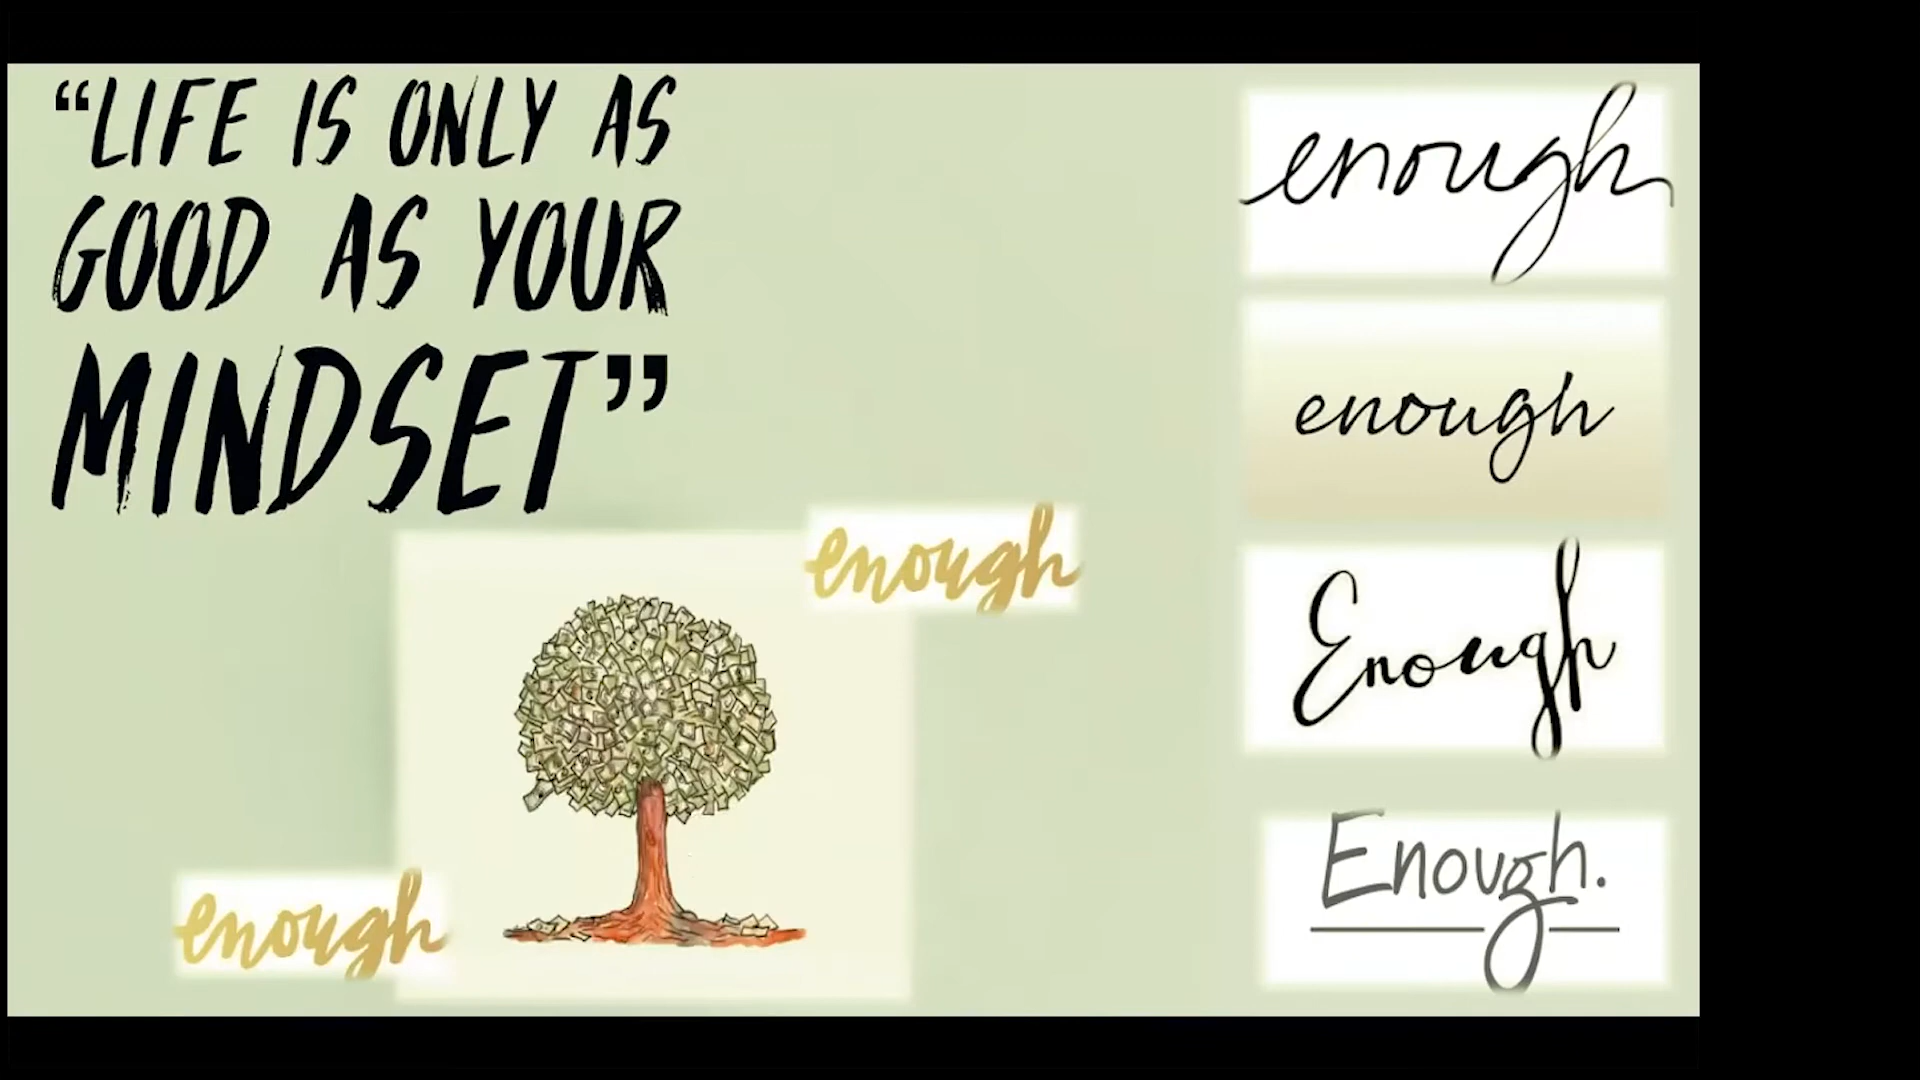 “LIFE IS ONLY AS
GOOD AS YOUR
MINDSET”
enough
enough
enough
enough
Enough
Enough.